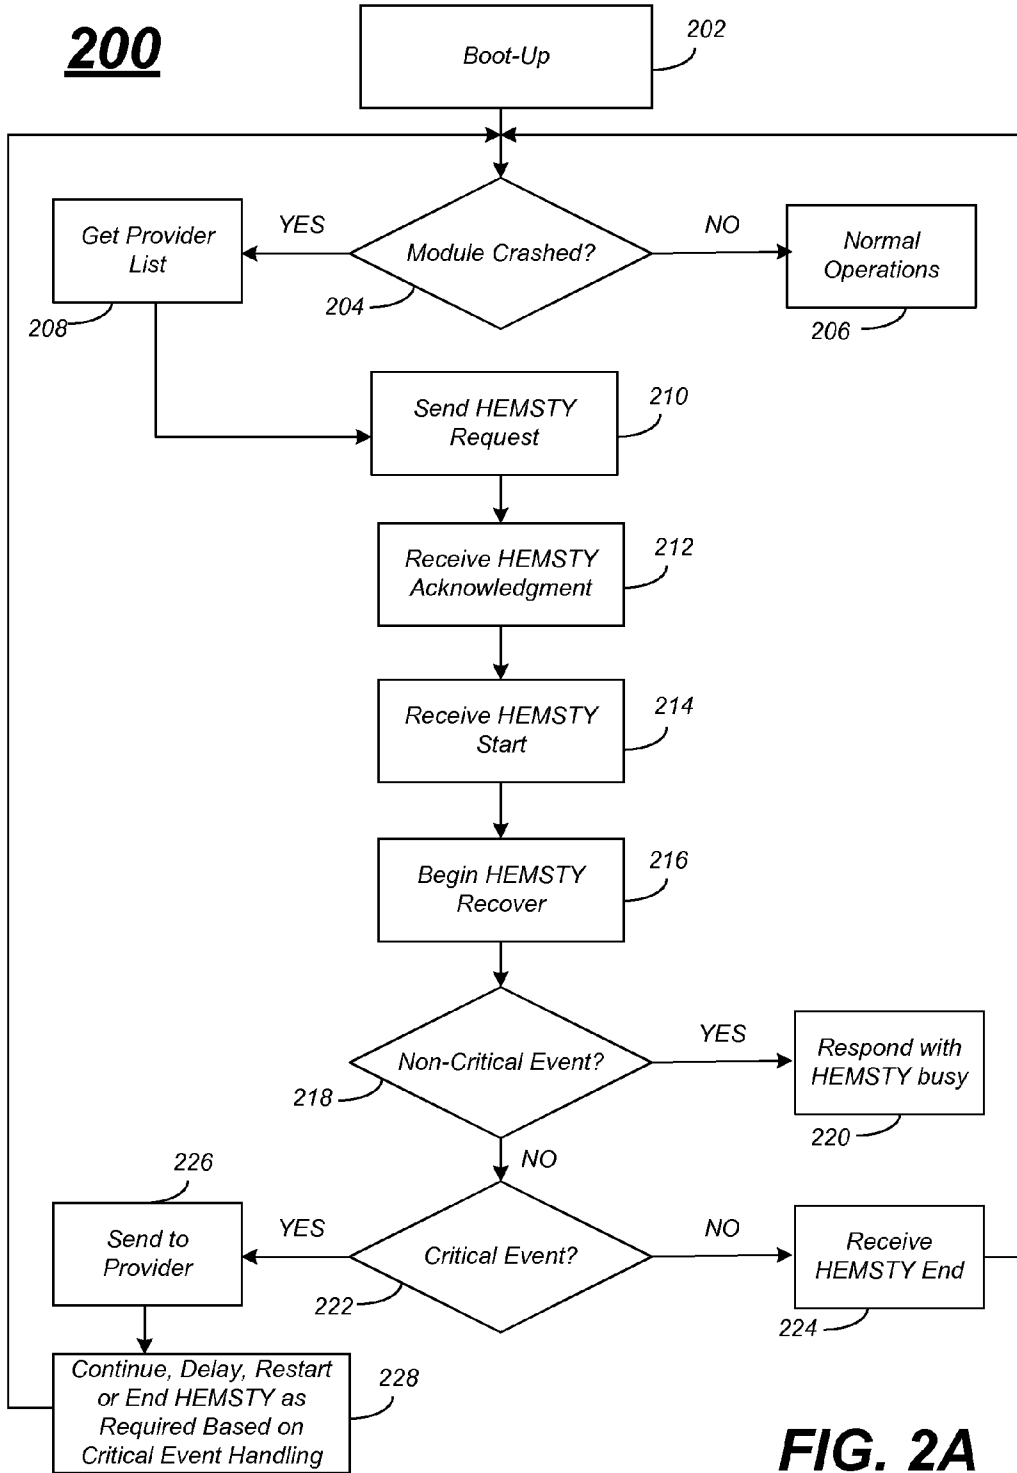 200
Boot-Up
202
Module Crashed?
204
YES
NO
Get Provider
List
208
Normal
Operations
206
Send HEMSTY
Request
210
Receive HEMSTY
Acknowledgment
212
Receive HEMSTY
Start
214
Begin HEMSTY
Recover
216
Non-Critical Event?
218
YES
Respond with
HEMSTY busy
220
NO
Critical Event?
222
YES
NO
226
Send to
Provider
Receive
HEMSTY End
224
Continue, Delay, Restart
or End HEMSTY as
Required Based on
Critical Event Handling
228
FIG. 2A